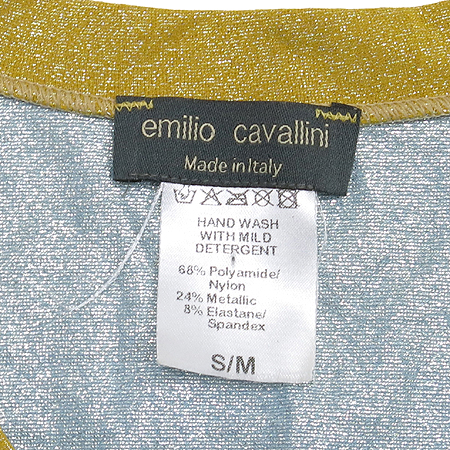 emilio cavallini
Made in Italy
HAND WASH
WITH MILD
DETERGENT
68% Polyamide/
Nylon
24% Metallic
8% Elastane/
Spandex
S/M